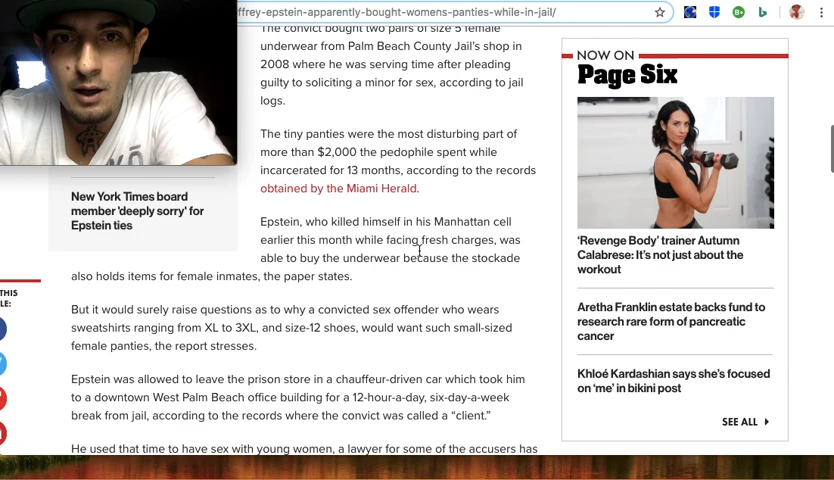 ffrey-epstein-apparently-bought-womens-panties-while-in-jail/
The convict bought two pairs of size 5 female
underwear from Palm Beach County Jail's shop in
2008 where he was serving time after pleading
guilty to soliciting a minor for sex, according to jail
logs.
The tiny panties were the most disturbing part of
more than $2,000 the pedophile spent while
incarcerated for 13 months, according to the records
obtained by the Miami Herald.
New York Times board
member 'deeply sorry' for
Epstein ties
Epstein, who killed himself in his Manhattan cell
earlier this month while facing fresh charges, was
able to buy the underwear because the stockade
also holds items for female inmates, the paper states.
THIS
LE:
But it would surely raise questions as to why a convicted sex offender who wears
sweatshirts ranging from XL to 3XL, and size-12 shoes, would want such small-sized
female panties, the report stresses.
Epstein was allowed to leave the prison store in a chauffeur-driven car which took him
to a downtown West Palm Beach office building for a 12-hour-a-day, six-day-a-week
break from jail, according to the records where the convict was called a “client.”
He used that time to have sex with young women, a lawyer for some of the accusers has
NOW ON
Page Six
‘Revenge Body’ trainer Autumn
Calabrese: It’s not just about the
workout
Aretha Franklin estate backs fund to
research rare form of pancreatic
cancer
Khloé Kardashian says she’s focused
on ‘me’ in bikini post
SEE ALL